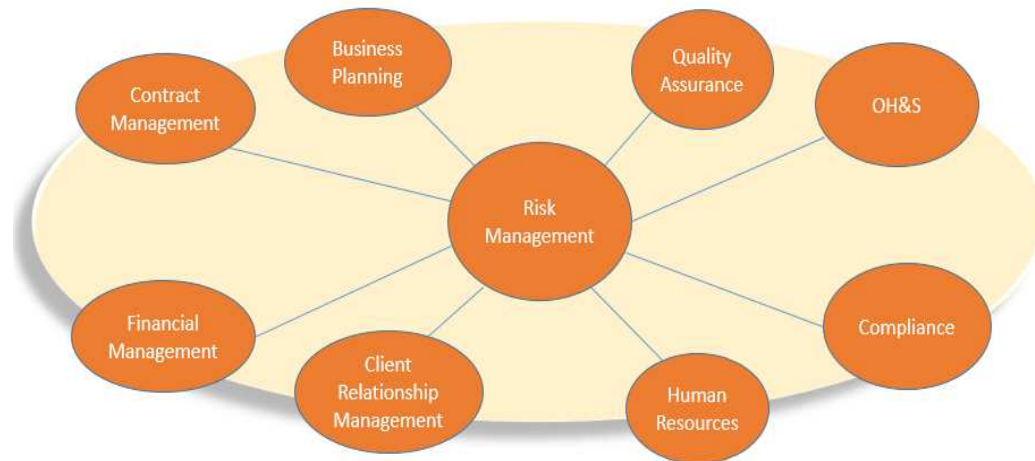 Business
Planning
Quality
Assurance
Contract
Management
OH&S
Risk
Management
Financial
Management
Compliance
Client
Relationship
Management
Human
Resources